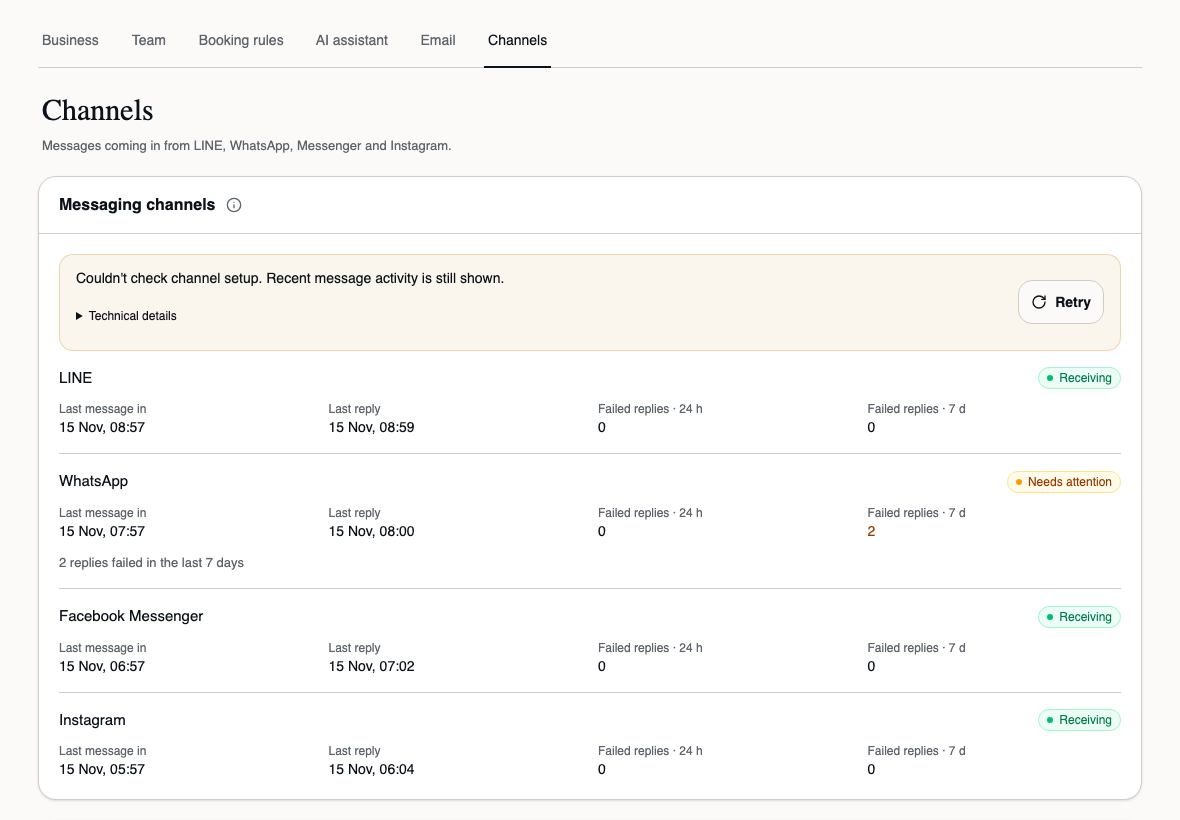 Business Team Booking rules AI assistant Email Channels
Channels
Messages coming in from LINE, WhatsApp, Messenger and Instagram.
Messaging channels
Couldn't check channel setup. Recent message activity is still shown.
Technical details
Retry
LINE
Receiving
Last message in Last reply Failed replies · 24 h Failed replies · 7 d
15 Nov, 08:57 15 Nov, 08:59 0 0
WhatsApp
Needs attention
Last message in Last reply Failed replies · 24 h Failed replies · 7 d
15 Nov, 07:57 15 Nov, 08:00 0 2
2 replies failed in the last 7 days
Facebook Messenger
Receiving
Last message in Last reply Failed replies · 24 h Failed replies · 7 d
15 Nov, 06:57 15 Nov, 07:02 0 0
Instagram
Receiving
Last message in Last reply Failed replies · 24 h Failed replies · 7 d
15 Nov, 05:57 15 Nov, 06:04 0 0